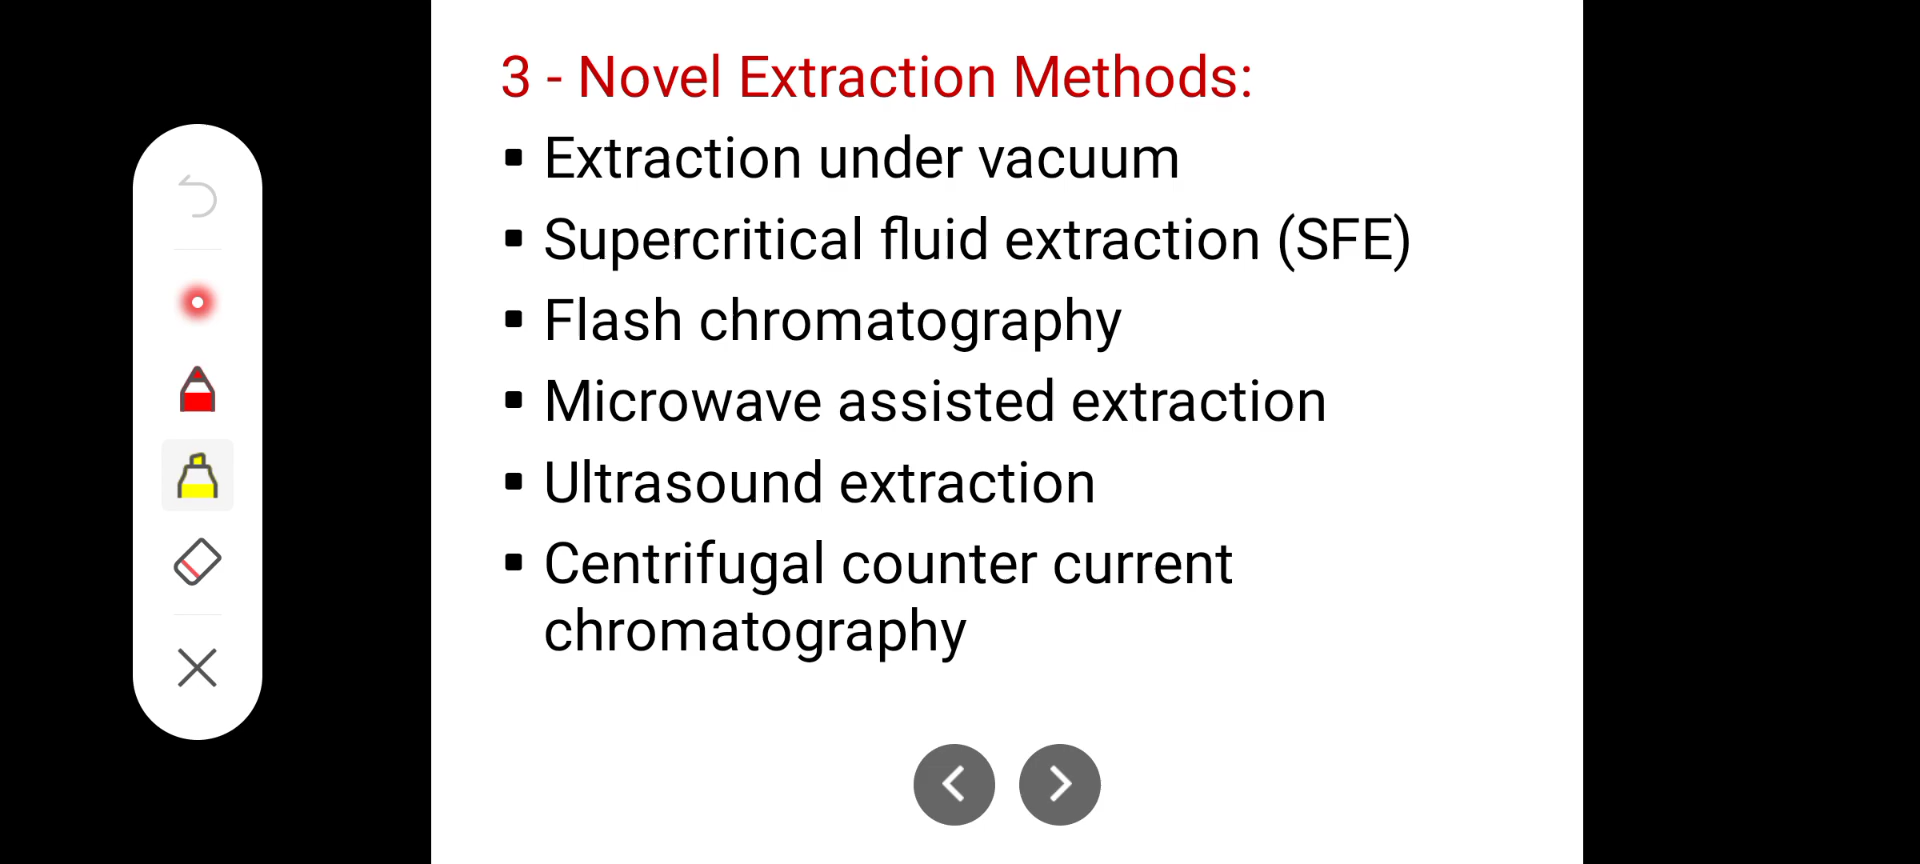 3 - Novel Extraction Methods:
▪ Extraction under vacuum
▪ Supercritical fluid extraction (SFE)
▪ Flash chromatography
▪ Microwave assisted extraction
▪ Ultrasound extraction
▪ Centrifugal counter current
chromatography